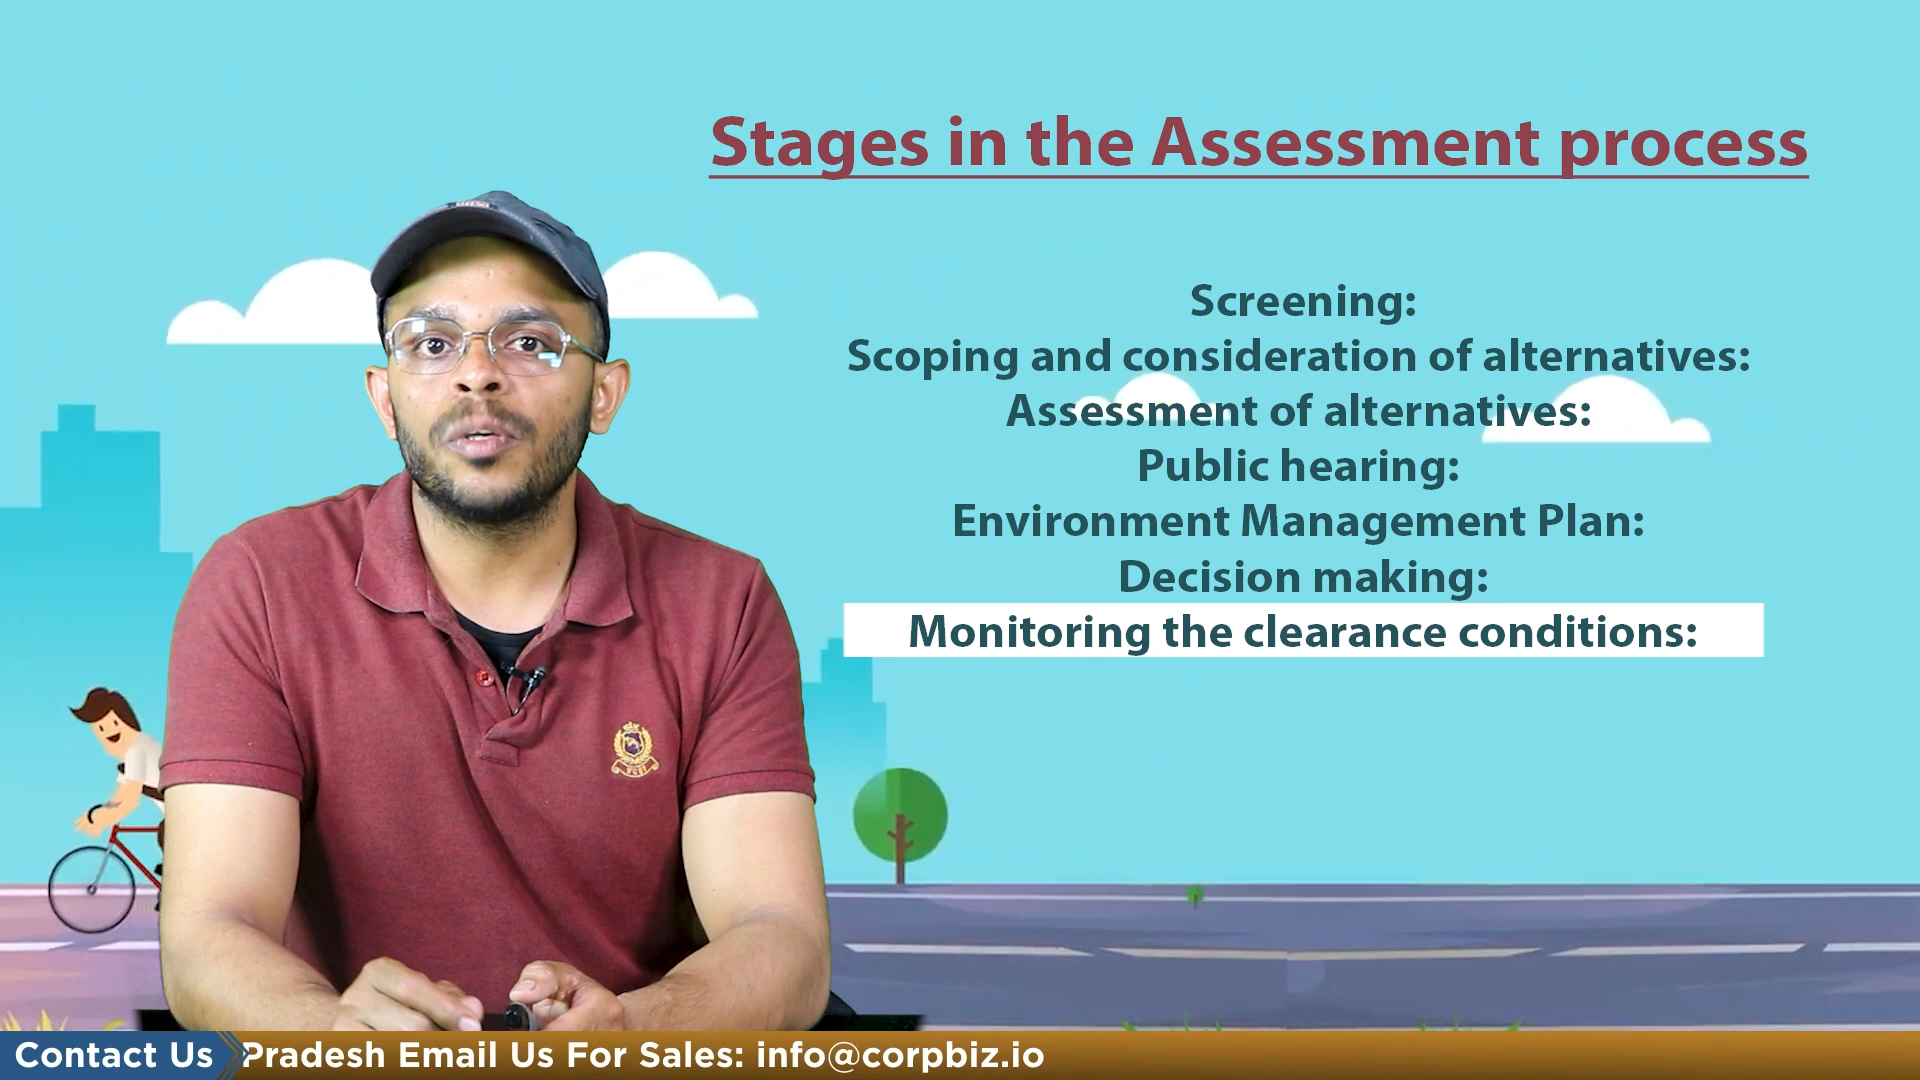 Stages in the Assessment process
Screening:
Scoping and consideration of alternatives:
Assessment of alternatives:
Public hearing:
Environment Management Plan:
Decision making:
Monitoring the clearance conditions:
Contact Us
Pradesh Email Us For Sales: info@corpbiz.io